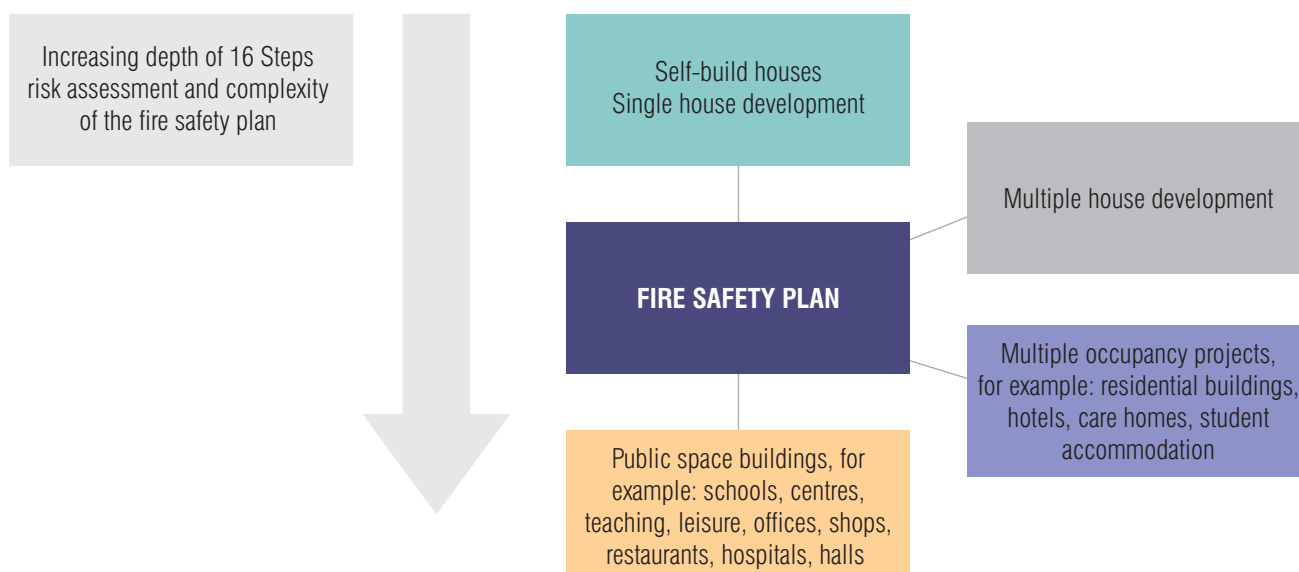 Increasing depth of 16 Steps
risk assessment and complexity
of the fire safety plan
Self-build houses
Single house development
Multiple house development
FIRE SAFETY PLAN
Multiple occupancy projects,
for example: residential buildings,
hotels, care homes, student
accommodation
Public space buildings, for
example: schools, centres,
teaching, leisure, offices, shops,
restaurants, hospitals, halls